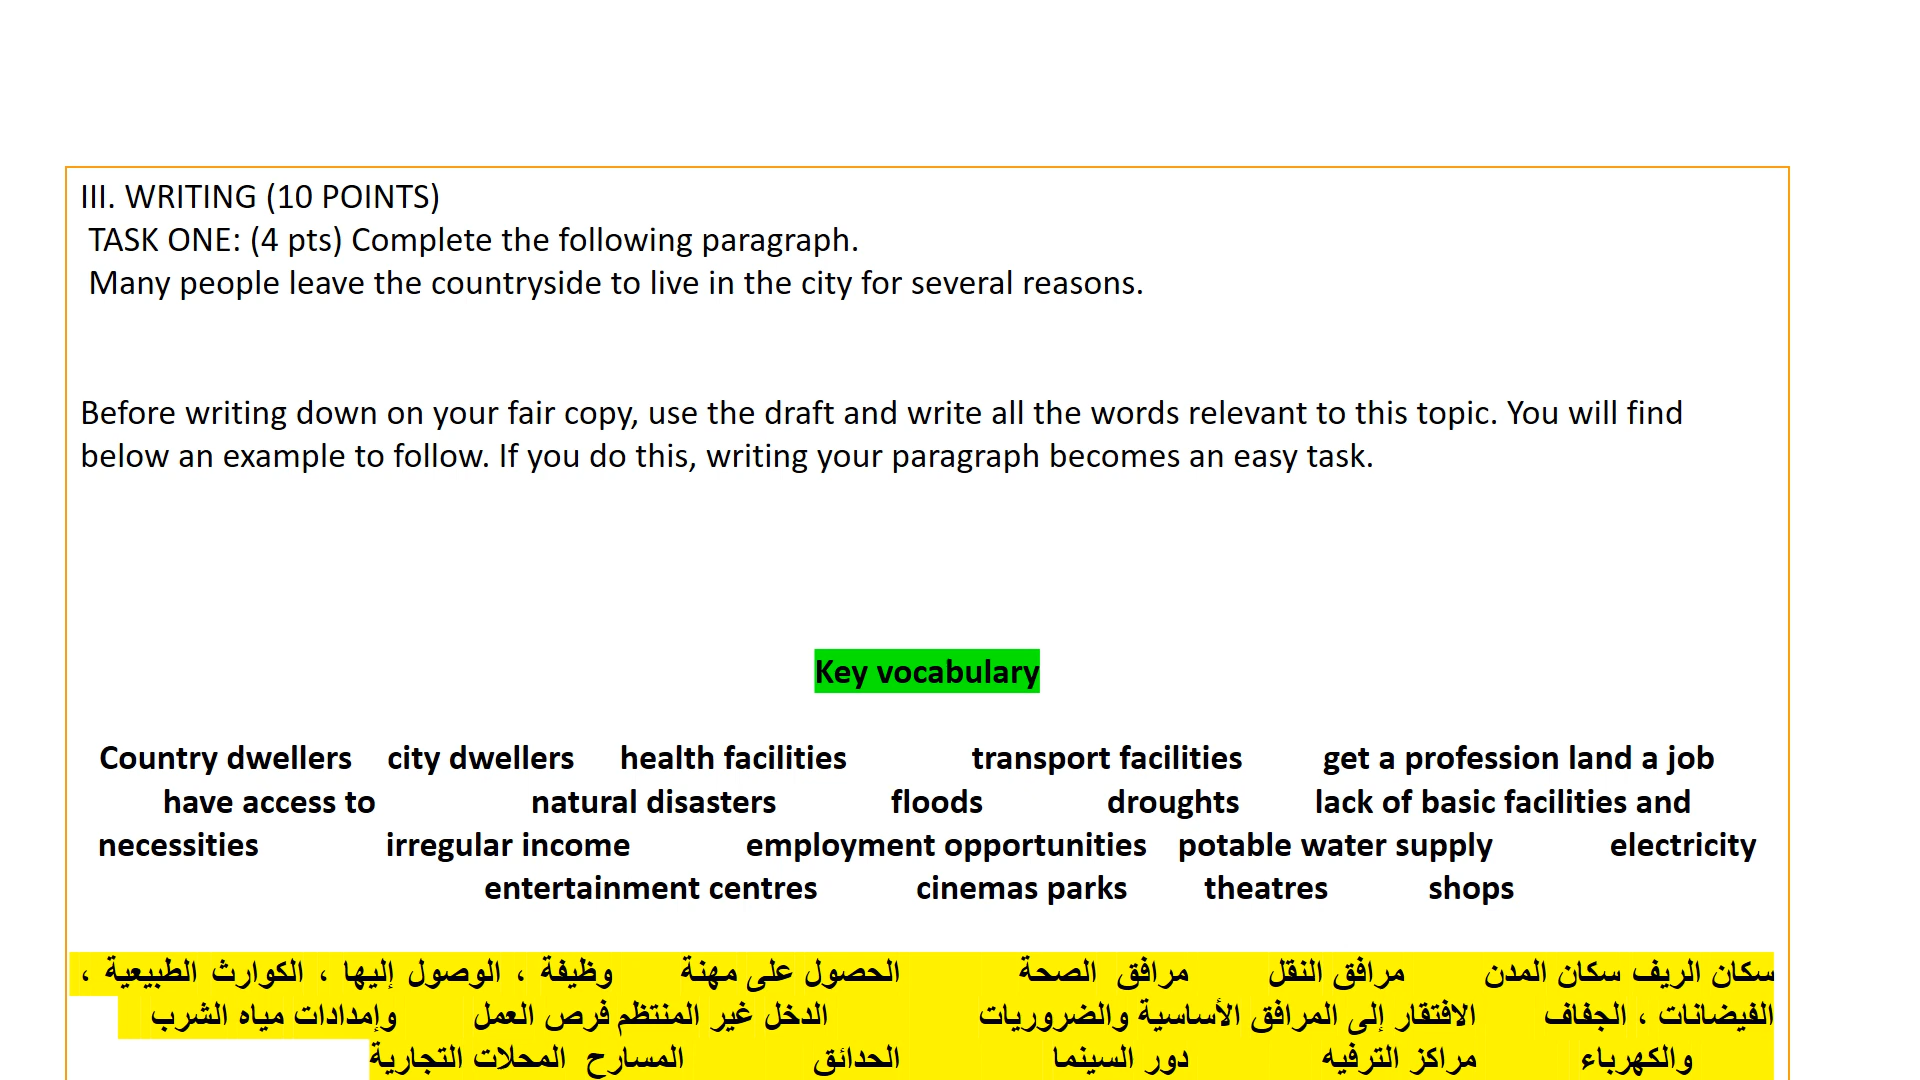 III. WRITING (10 POINTS)
TASK ONE: (4 pts) Complete the following paragraph.
Many people leave the countryside to live in the city for several reasons.
Before writing down on your fair copy, use the draft and write all the words relevant to this topic. You will find
below an example to follow. If you do this, writing your paragraph becomes an easy task.
Key vocabulary
Country dwellers city dwellers health facilities transport facilities get a profession land a job
have access to natural disasters floods droughts lack of basic facilities and
necessities irregular income employment opportunities potable water supply electricity
entertainment centres cinemas parks theatres shops
سكان الريف سكان المدن مرافق النقل مرافق الصحة الحصول على مهنة وظيفة ، الوصول إليها ، الكوارث الطبيعية ،
الفيضانات ، الجفاف الافتقار إلى المرافق الأساسية والضروريات الدخل غير المنتظم فرص العمل وإمدادات مياه الشرب
والكهرباء مراكز الترفيه دور السينما الحدائق المسارح المحلات التجارية